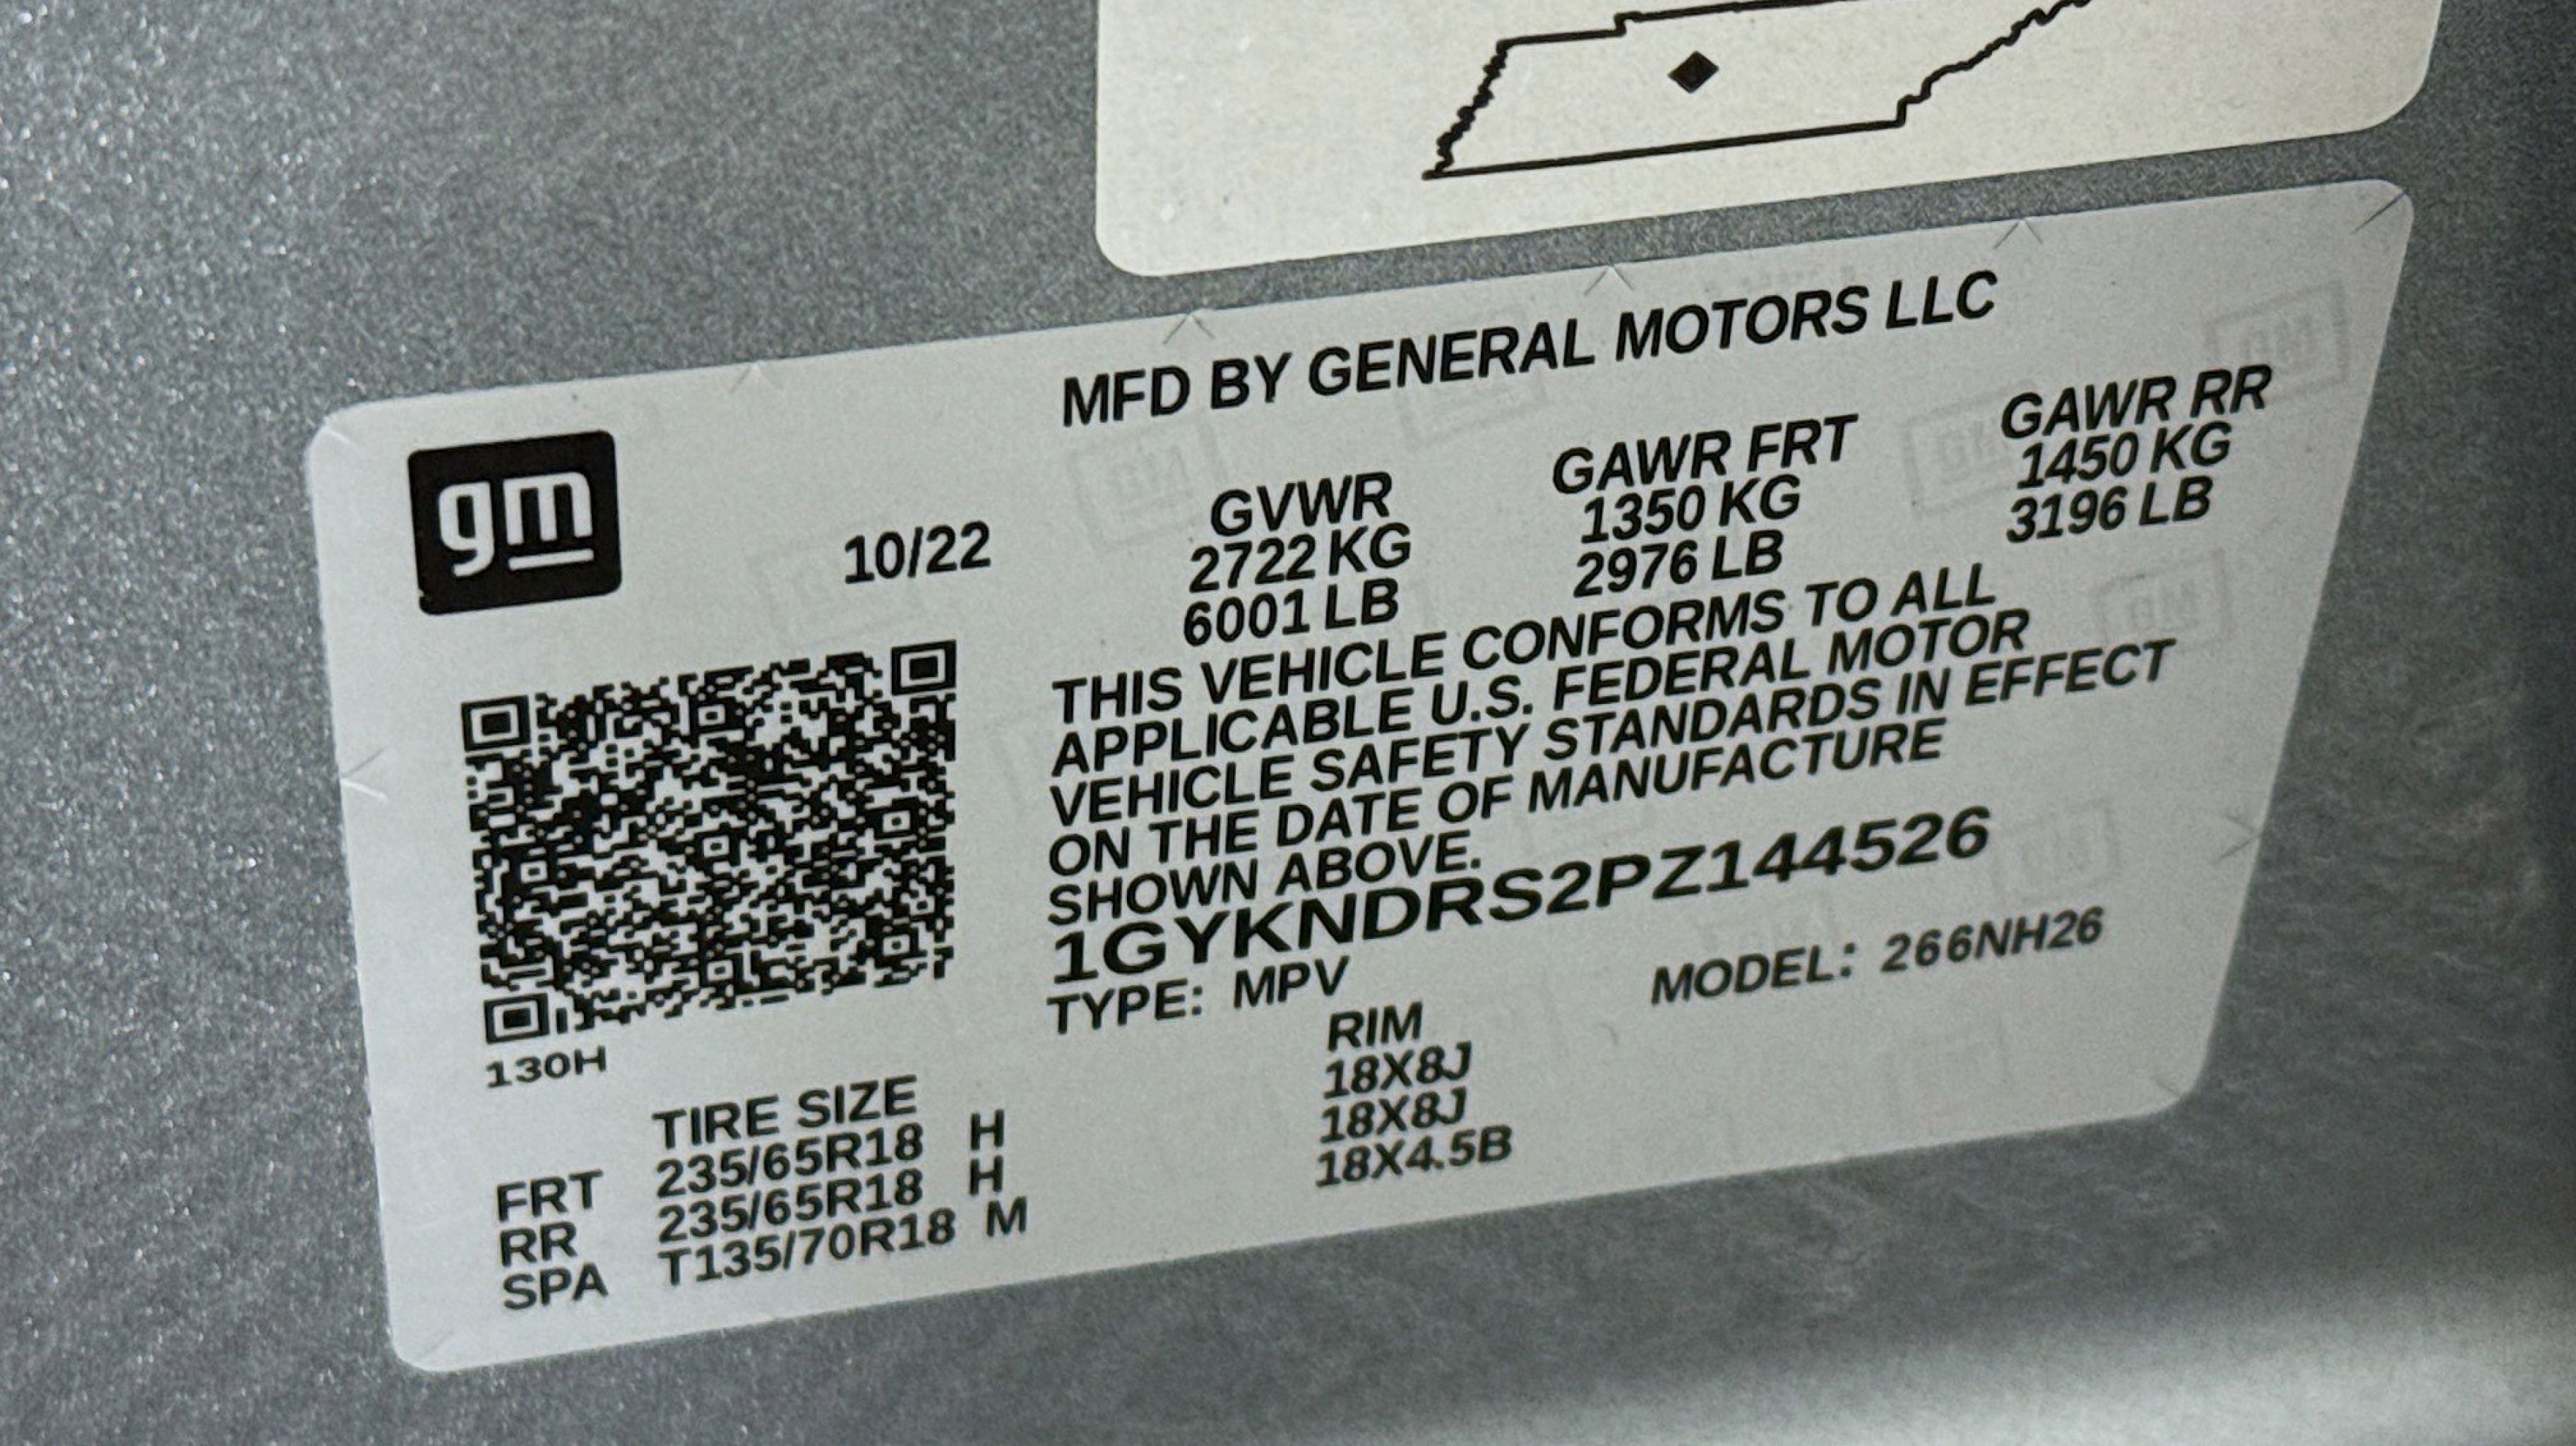 MFD BY GENERAL MOTORS LLC
gm
10/22
GVWR GAWR FRT GAWR RR
2722 KG 1350 KG 1450 KG
6001 LB 2976 LB 3196 LB
THIS VEHICLE CONFORMS TO ALL
APPLICABLE U.S. FEDERAL MOTOR
VEHICLE SAFETY STANDARDS IN EFFECT
ON THE DATE OF MANUFACTURE
SHOWN ABOVE.
1GYKNDRS2PZ144526
TYPE: MPV MODEL: 266NH26
130H
TIRE SIZE RIM
FRT 235/65R18 H 18X8J
RR 235/65R18 H 18X8J
SPA T135/70R18 M 18X4.5B